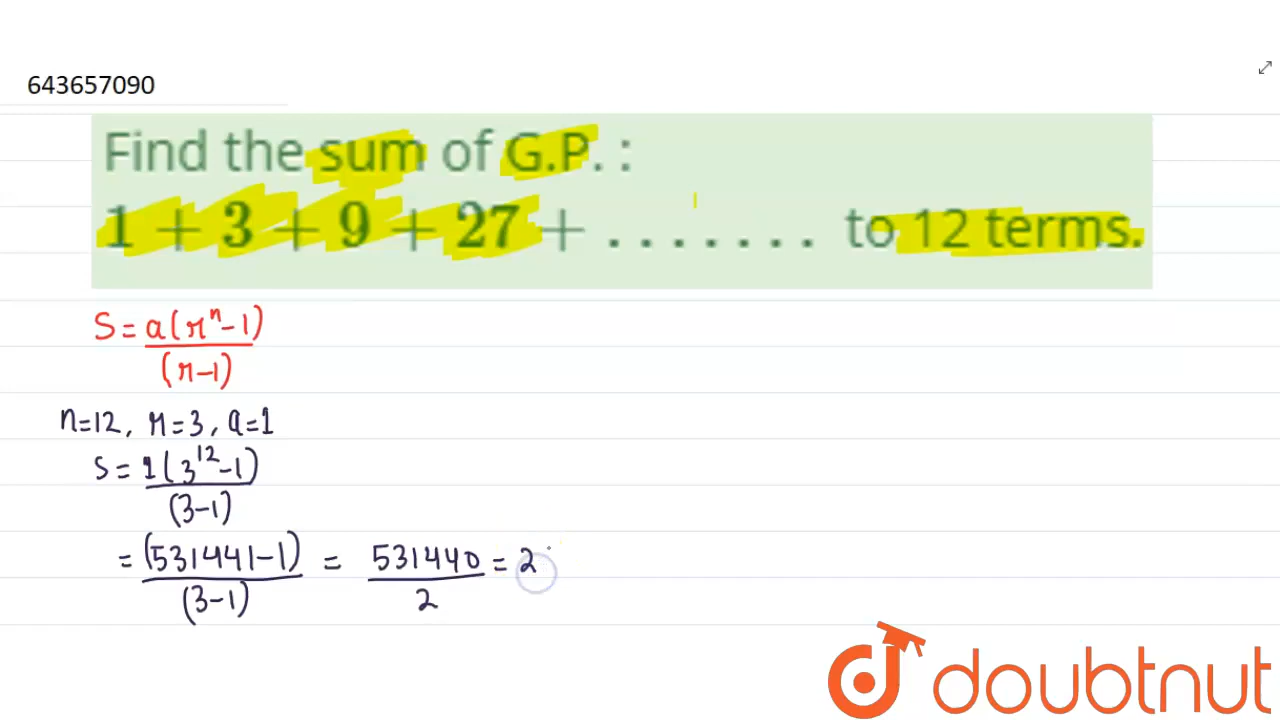 643657090
Find the sum of G.P. :
1 + 3 + 9 + 27 + ....... to 12 terms.
S = a(r^n - 1)
(r-1)
n=12, r=3, a=1
S = 1(3^12 - 1)
(3-1)
= (531441-1) = 531440 = 2
(3-1) 2
doubtnut